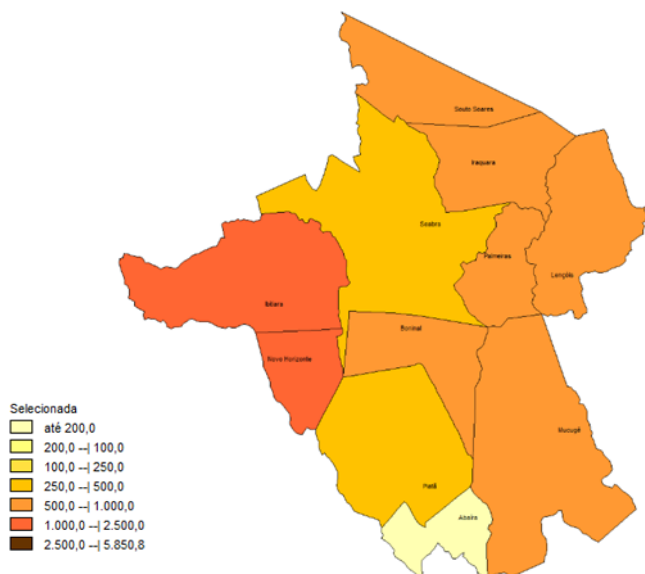 Souto Soares
Iraquara
Seabra
Palmeiras
Lençóis
Ibitiara
Boninal
Novo Horizonte
Mucugê
Piatã
Abaíra
Selecionada
até 200,0
200,0 --| 100,0
100,0 --| 250,0
250,0 --| 500,0
500,0 --| 1.000,0
1.000,0 --| 2.500,0
2.500,0 --| 5.850,8